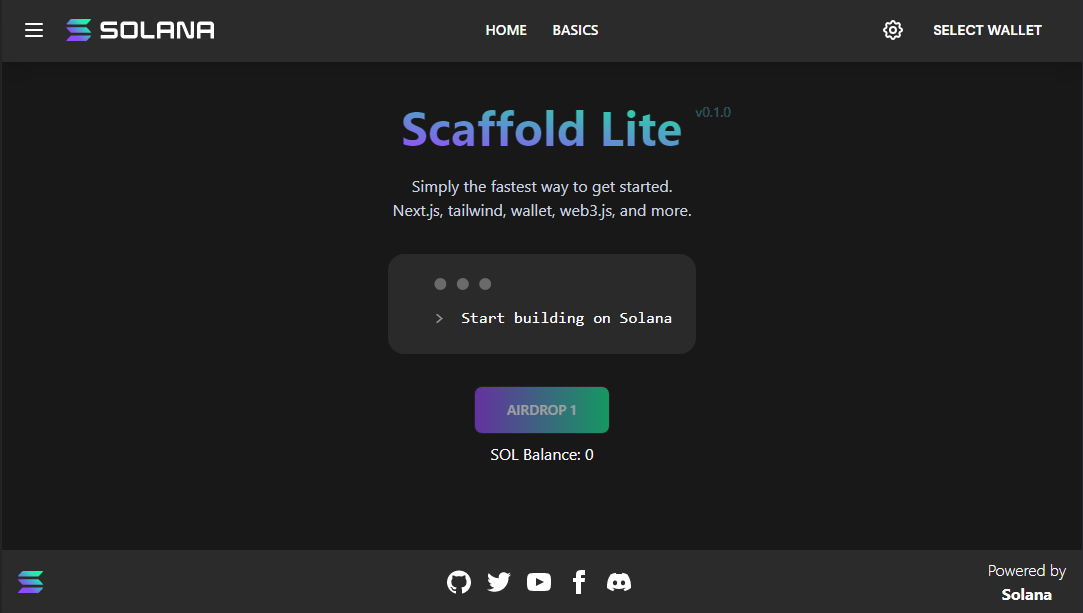 SOLANA
HOME
BASICS
SELECT WALLET
Scaffold Lite
v0.1.0
Simply the fastest way to get started.
Next.js, tailwind, wallet, web3.js, and more.
> Start building on Solana
AIRDROP 1
SOL Balance: 0
Powered by
Solana